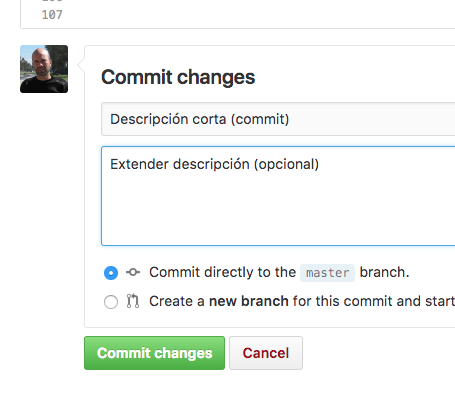 107
Commit changes
Descripción corta (commit)
Extender descripción (opcional)
Commit directly to the master branch.
Create a new branch for this commit and start
Commit changes
Cancel